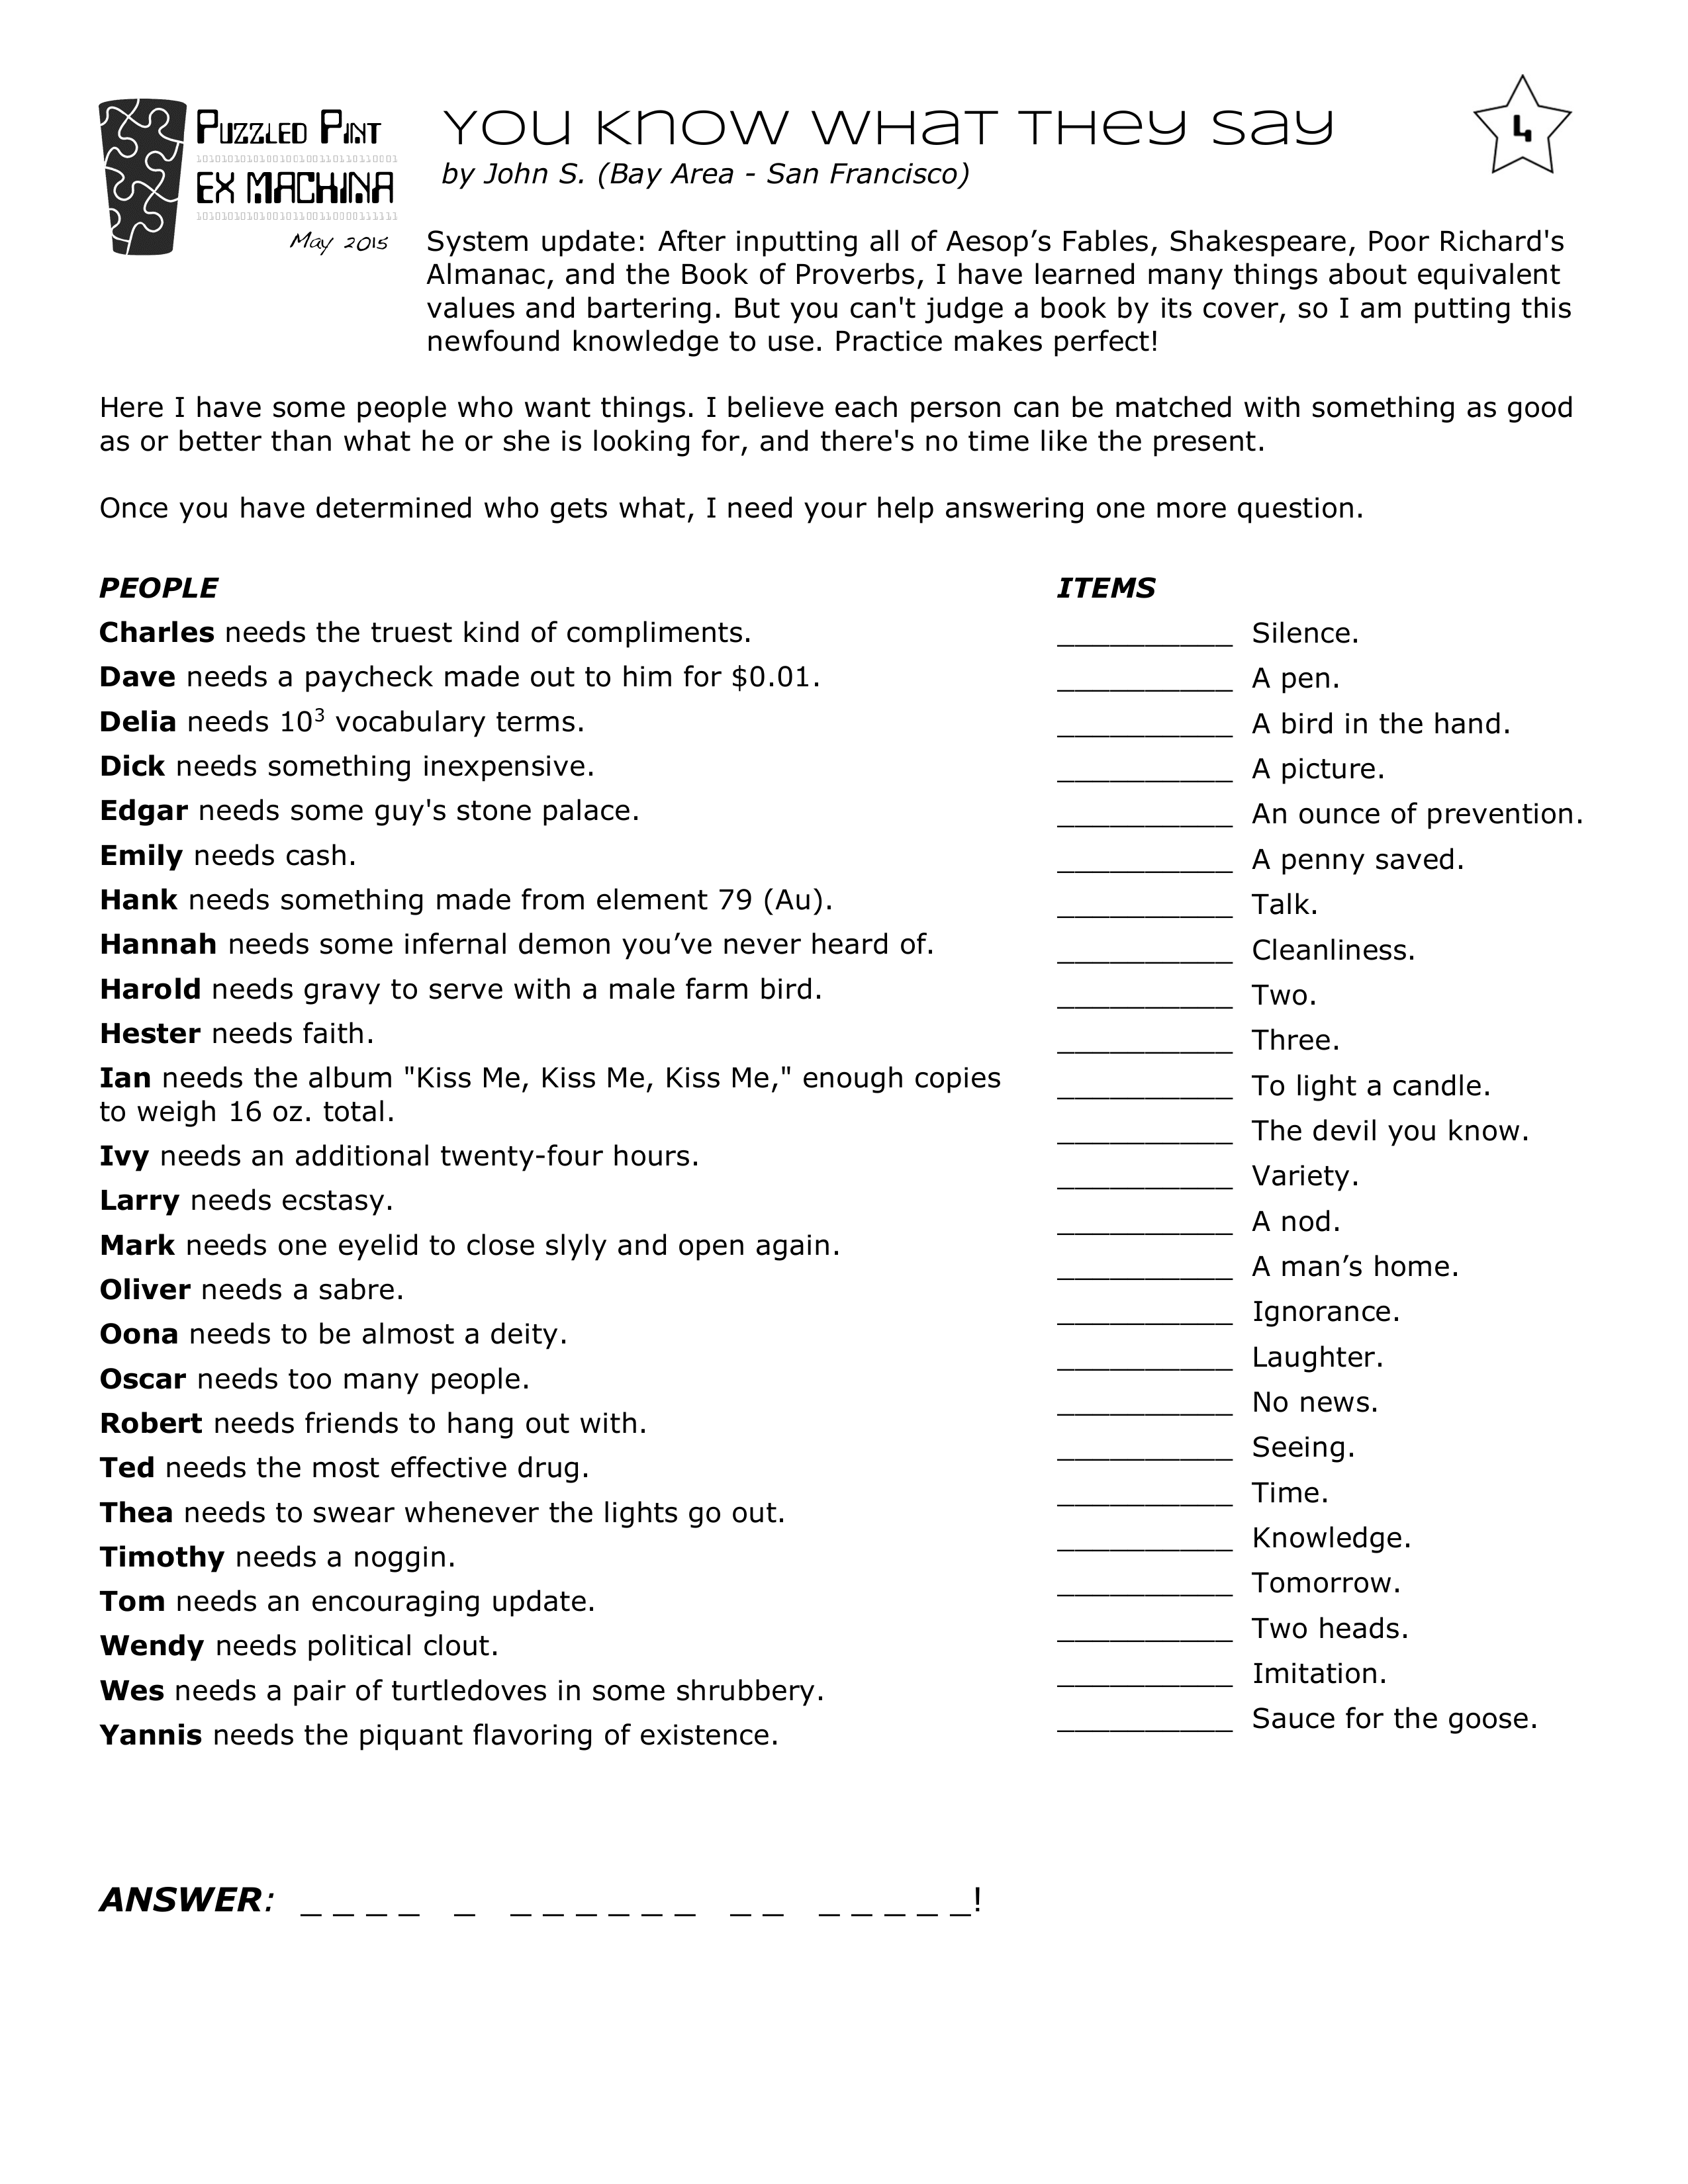 Puzzled Pint
1010101010100100100110110110001
EX MACHINA
May 2015
You Know What They Say
by John S. (Bay Area - San Francisco)
4
System update: After inputting all of Aesop’s Fables, Shakespeare, Poor Richard's
Almanac, and the Book of Proverbs, I have learned many things about equivalent
values and bartering. But you can't judge a book by its cover, so I am putting this
newfound knowledge to use. Practice makes perfect!
Here I have some people who want things. I believe each person can be matched with something as good
as or better than what he or she is looking for, and there's no time like the present.
Once you have determined who gets what, I need your help answering one more question.
PEOPLE
Charles needs the truest kind of compliments.
Dave needs a paycheck made out to him for $0.01.
Delia needs 10³ vocabulary terms.
Dick needs something inexpensive.
Edgar needs some guy's stone palace.
Emily needs cash.
Hank needs something made from element 79 (Au).
Hannah needs some infernal demon you’ve never heard of.
Harold needs gravy to serve with a male farm bird.
Hester needs faith.
Ian needs the album "Kiss Me, Kiss Me, Kiss Me," enough copies
to weigh 16 oz. total.
Ivy needs an additional twenty-four hours.
Larry needs ecstasy.
Mark needs one eyelid to close slyly and open again.
Oliver needs a sabre.
Oona needs to be almost a deity.
Oscar needs too many people.
Robert needs friends to hang out with.
Ted needs the most effective drug.
Thea needs to swear whenever the lights go out.
Timothy needs a noggin.
Tom needs an encouraging update.
Wendy needs political clout.
Wes needs a pair of turtledoves in some shrubbery.
Yannis needs the piquant flavoring of existence.
ITEMS
__________ Silence.
__________ A pen.
__________ A bird in the hand.
__________ A picture.
__________ An ounce of prevention.
__________ A penny saved.
__________ Talk.
__________ Cleanliness.
__________ Two.
__________ Three.
__________ To light a candle.
__________ The devil you know.
__________ Variety.
__________ A nod.
__________ A man’s home.
__________ Ignorance.
__________ Laughter.
__________ No news.
__________ Seeing.
__________ Time.
__________ Knowledge.
__________ Tomorrow.
__________ Two heads.
__________ Imitation.
__________ Sauce for the goose.
ANSWER: _ _ _ _  _  _ _ _ _ _ _  _ _  _ _ _ _ _!